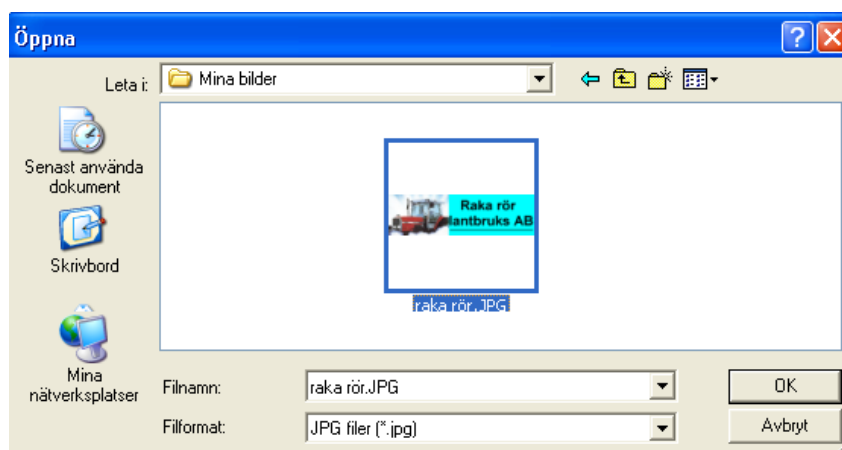 Öppna
Leta i:
Mina bilder
Senast använda
dokument
Skrivbord
Mina
nätverksplatser
Raka rör
lantbruks AB
raka rör.JPG
Filnamn:
raka rör.JPG
OK
Filformat:
JPG filer (*.jpg)
Avbryt